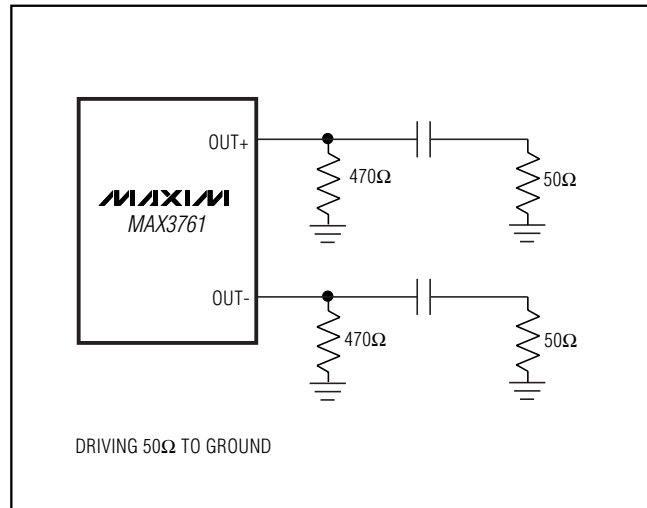 OUT+
470Ω
50Ω
MAXIM
MAX3761
OUT-
470Ω
50Ω
DRIVING 50Ω TO GROUND